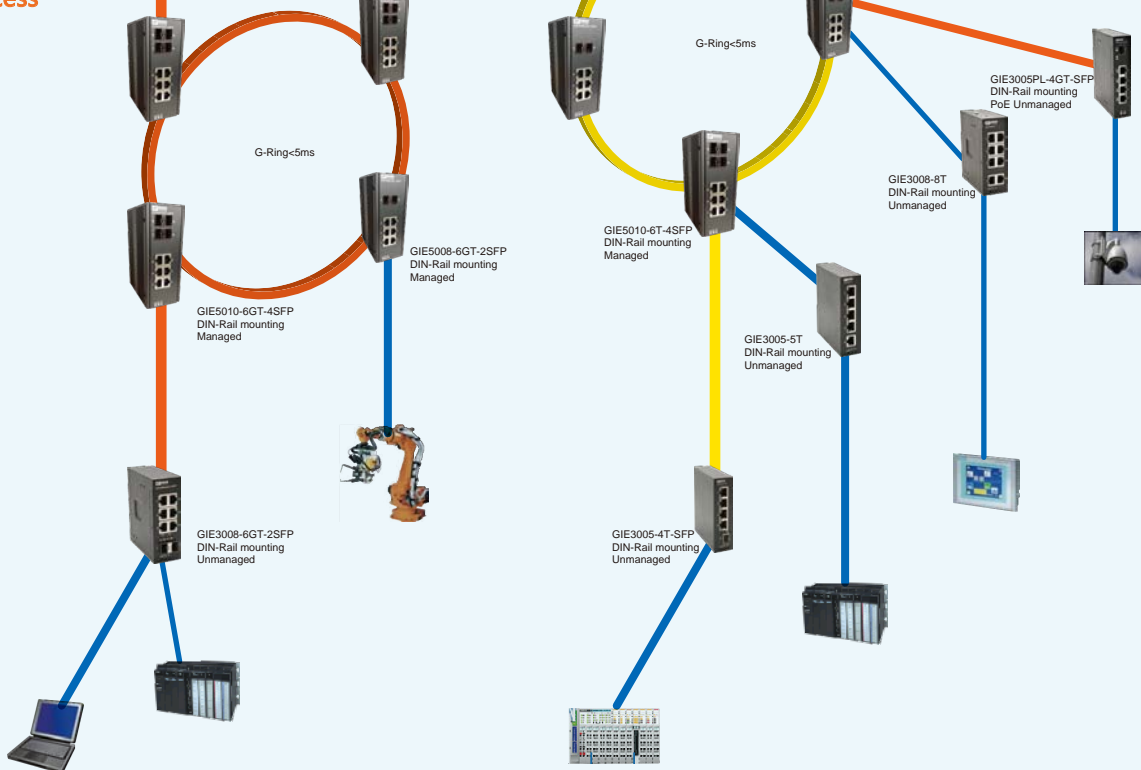 G-Ring<5ms
G-Ring<5ms
GIE3005PL-4GT-SFP
DIN-Rail mounting
PoE Unmanaged
GIE3008-8T
DIN-Rail mounting
Unmanaged
GIE5010-6T-4SFP
DIN-Rail mounting
Managed
GIE5008-6GT-2SFP
DIN-Rail mounting
Managed
GIE5010-6GT-4SFP
DIN-Rail mounting
Managed
GIE3005-5T
DIN-Rail mounting
Unmanaged
GIE3008-6GT-2SFP
DIN-Rail mounting
Unmanaged
GIE3005-4T-SFP
DIN-Rail mounting
Unmanaged